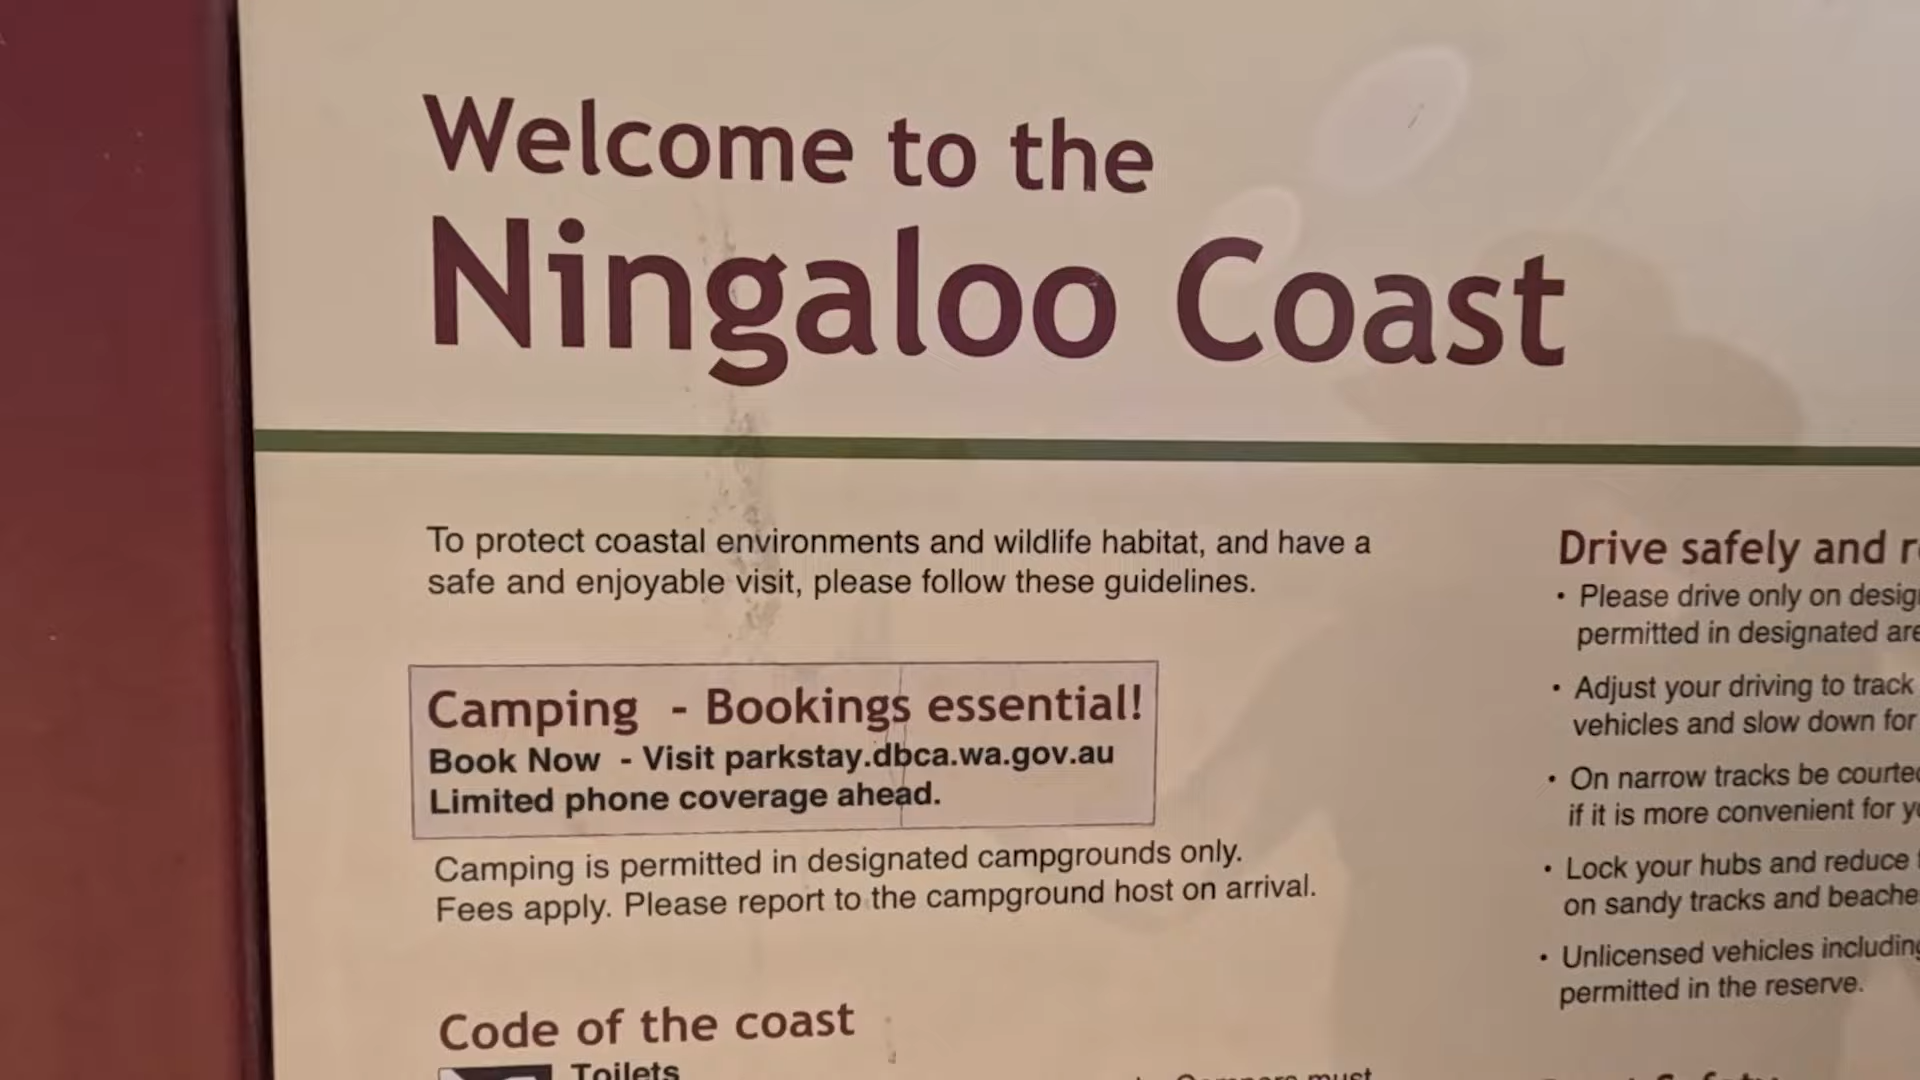 Welcome to the
Ningaloo Coast
To protect coastal environments and wildlife habitat, and have a
safe and enjoyable visit, please follow these guidelines.
Camping - Bookings essential!
Book Now - Visit parkstay.dbca.wa.gov.au
Limited phone coverage ahead.
Camping is permitted in designated campgrounds only.
Fees apply. Please report to the campground host on arrival.
Code of the coast
Toilets
must
Drive safely and
• Please drive only on
permitted in designated
• Adjust your driving to track
vehicles and slow down for
• On narrow tracks be
if it is more convenient for
• Lock your hubs and reduce
on sandy tracks and
• Unlicensed vehicles including
permitted in the reserve.